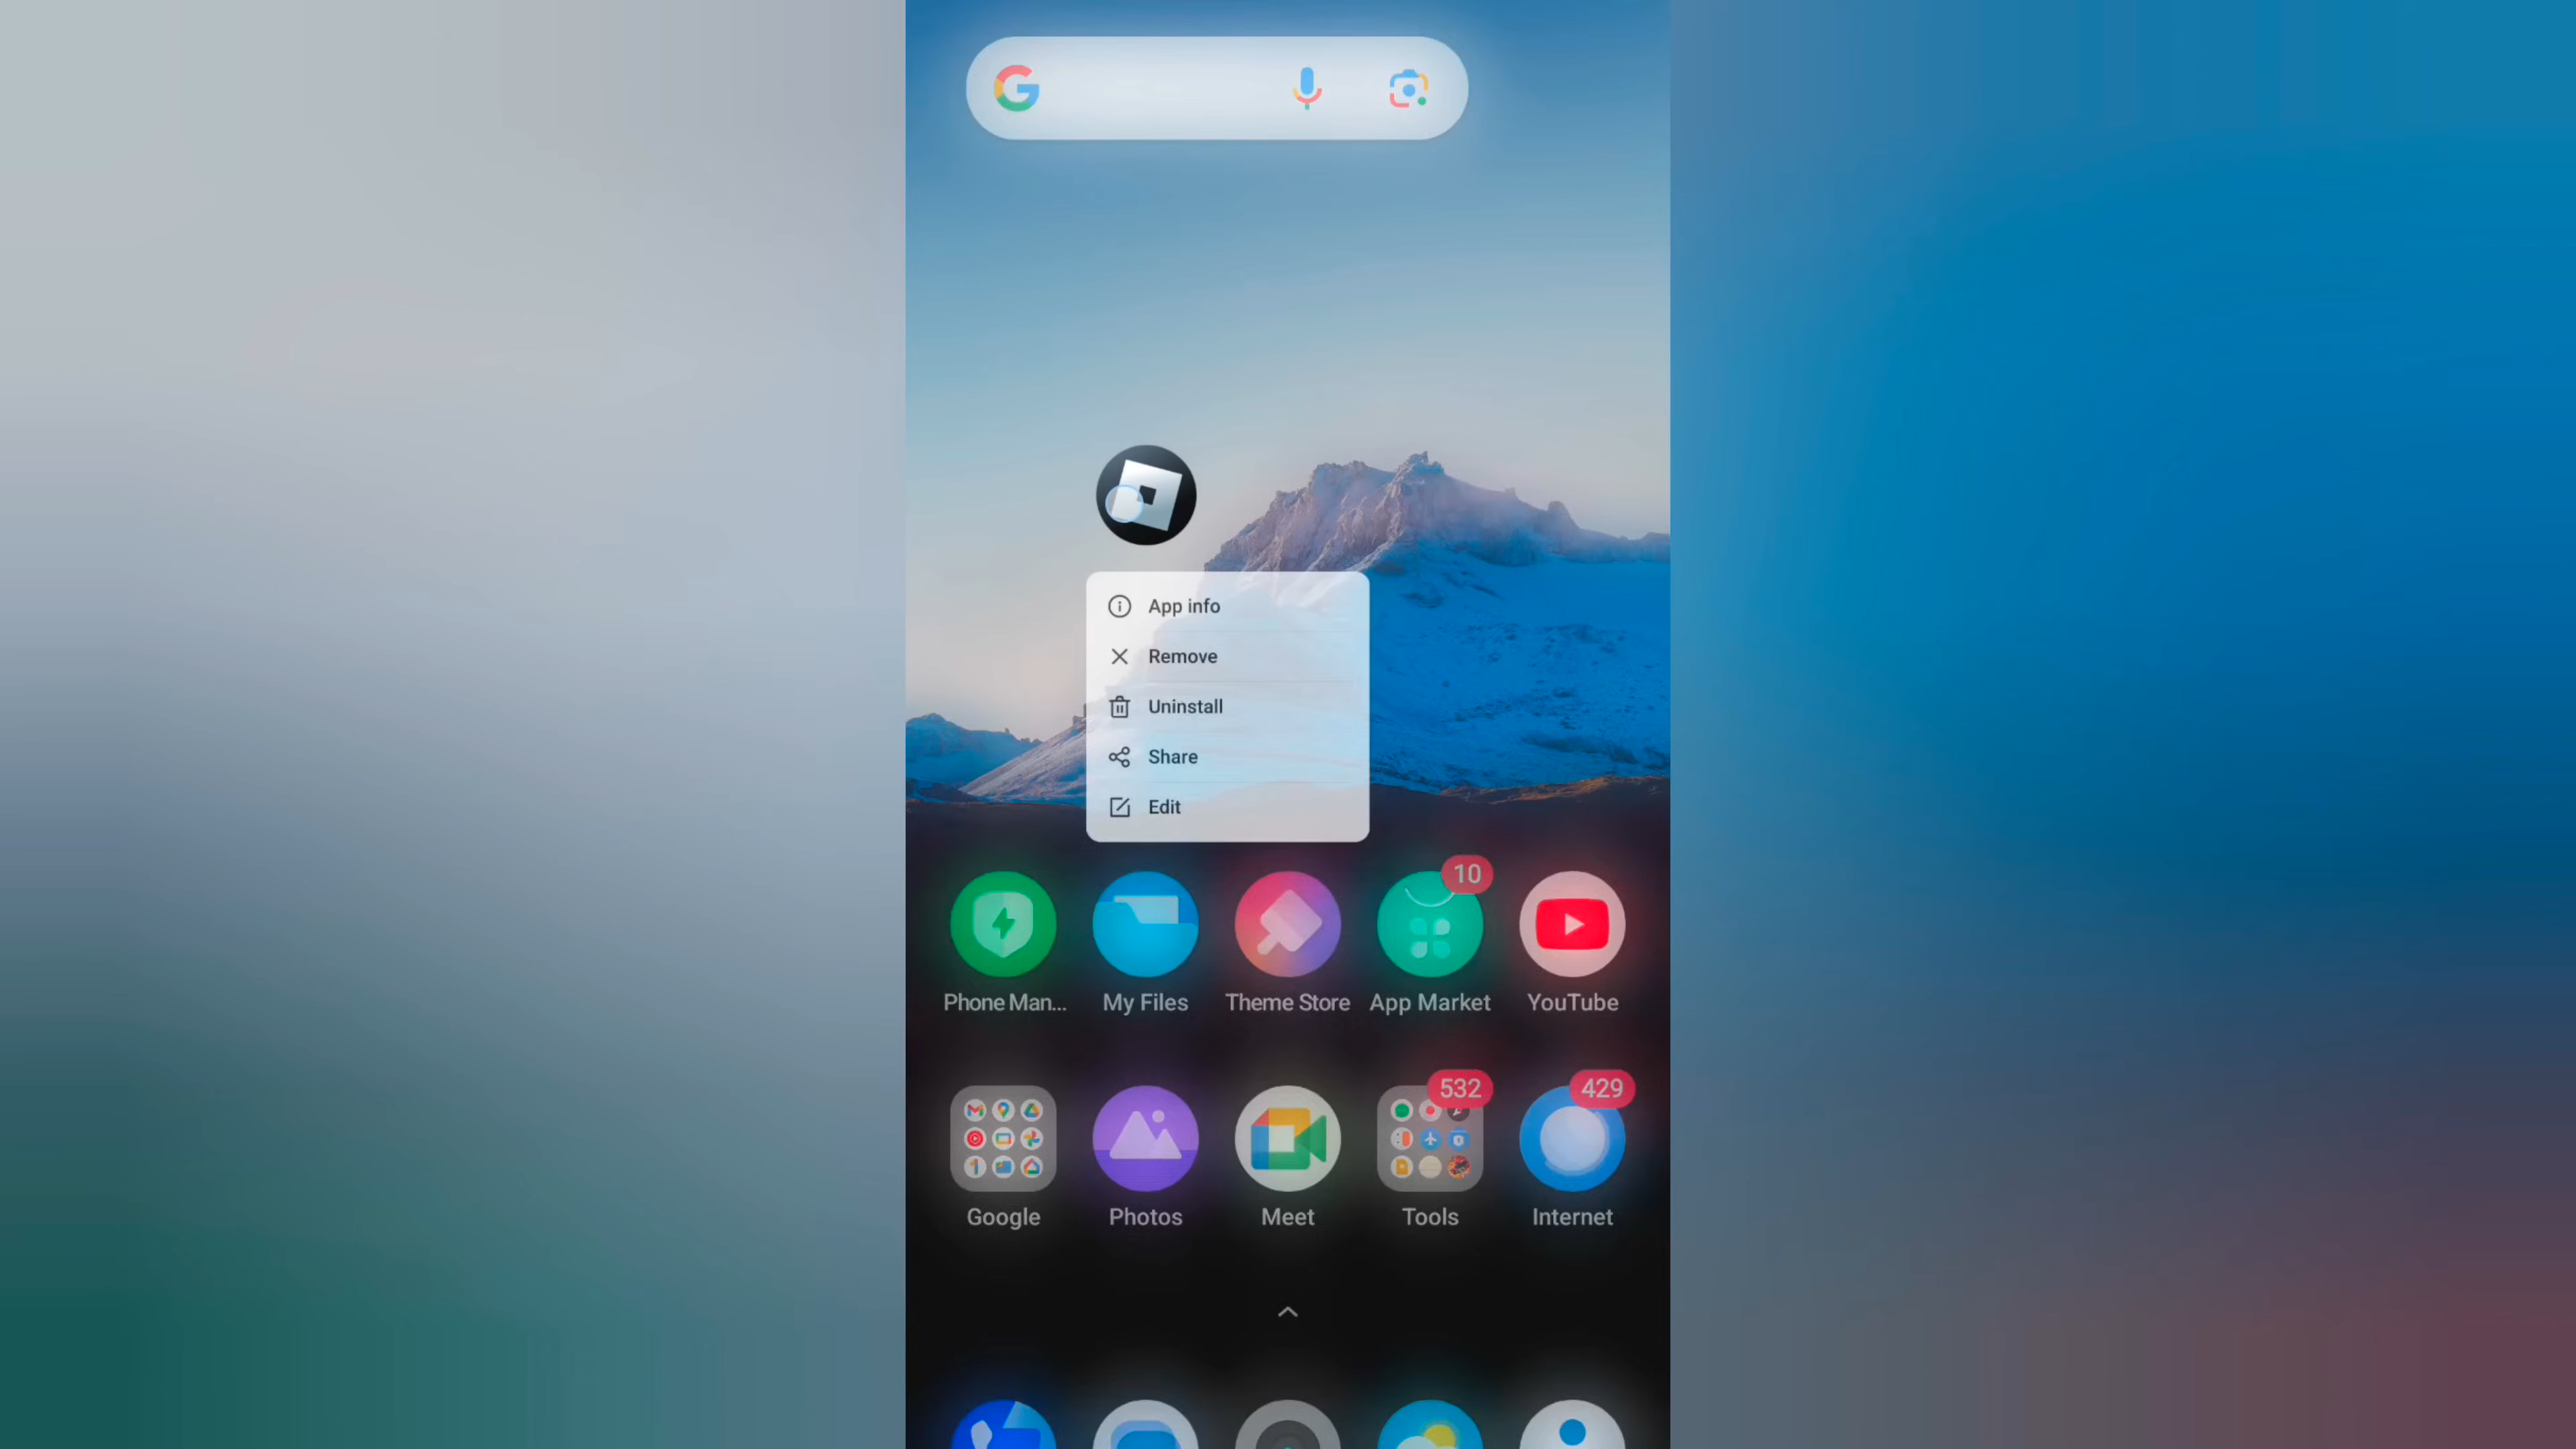 App info
Remove
Uninstall
Share
Edit
10
Phone Man...
My Files
Theme Store
App Market
YouTube
532
429
Google
Photos
Meet
Tools
Internet